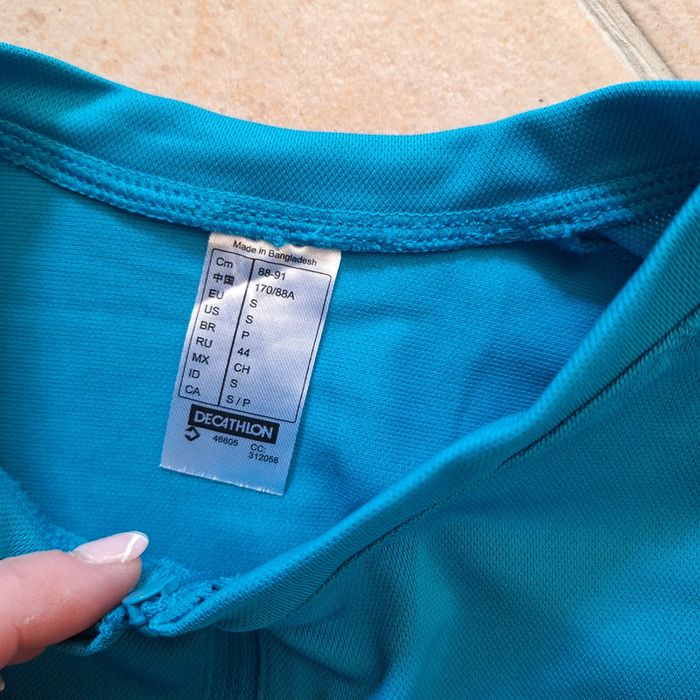 Made in Bangladesh
Cm 88-91
中国 170/88A
EU S
US S
BR P
RU 44
MX CH
ID S
CA S / P
DECATHLON
46605 CC:
312058